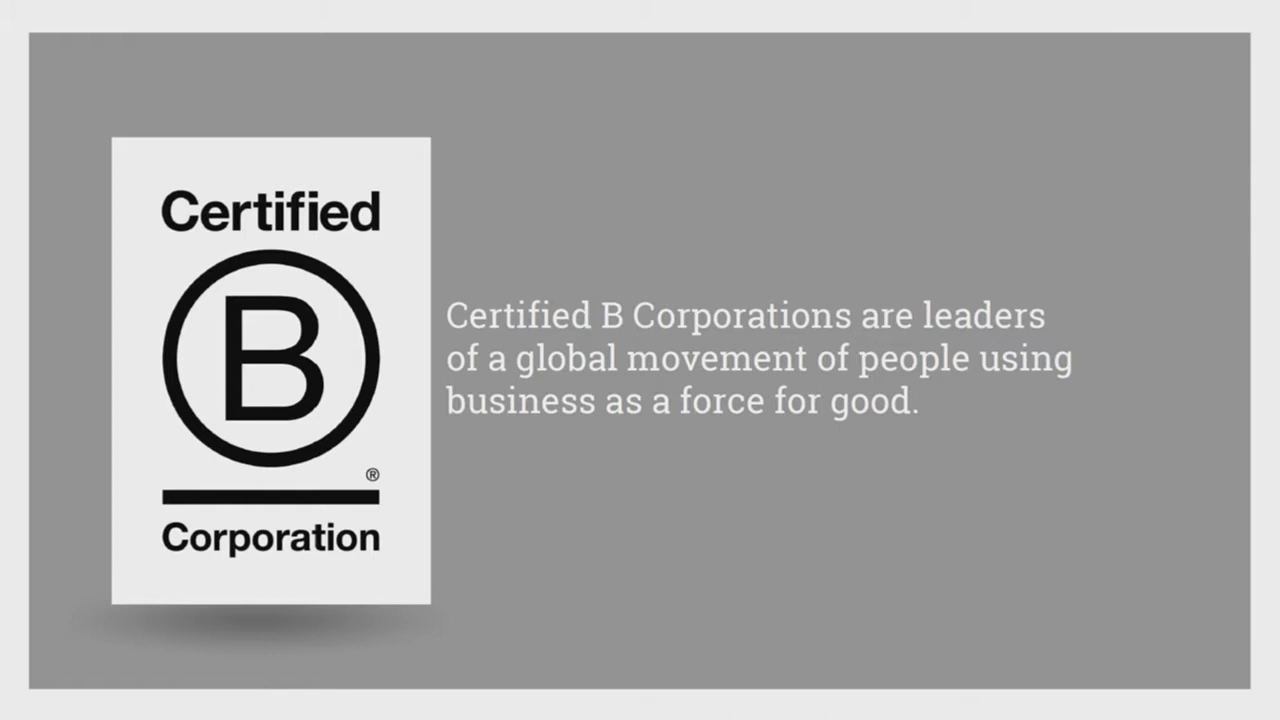 Certified
B
®
Corporation
Certified B Corporations are leaders
of a global movement of people using
business as a force for good.